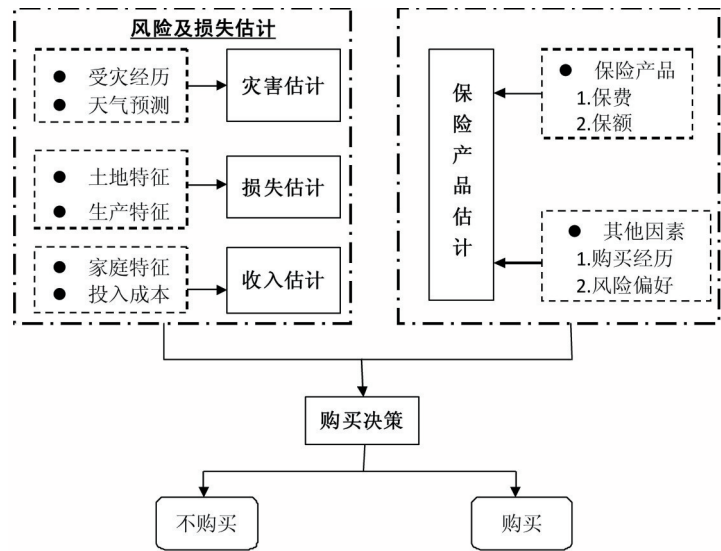 风险及损失估计
● 受灾经历
● 天气预测
灾害估计
● 土地特征
● 生产特征
损失估计
● 家庭特征
● 投入成本
收入估计
保险产品估计
● 保险产品
1.保费
2.保额
● 其他因素
1.购买经历
2.风险偏好
购买决策
不购买
购买